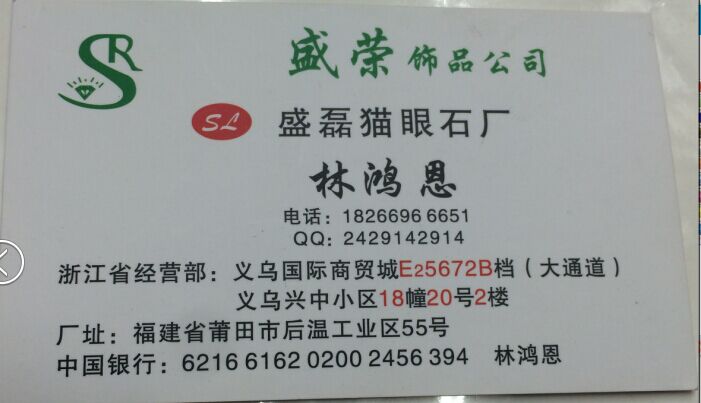 SR
盛荣饰品公司
SL 盛磊猫眼石厂
林鸿恩
电话：182669 6 6651
QQ：2429142914
浙江省经营部：义乌国际商贸城E25672B档（大通道）
义乌兴中小区18幢20号2楼
厂址：福建省莆田市后温工业区55号
中国银行：6216 6162 0200 2456 394 林鸿恩